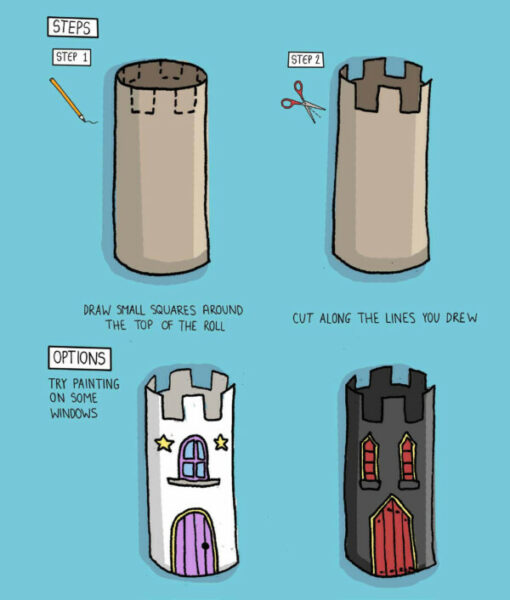 STEPS
STEP 1
STEP 2
DRAW SMALL SQUARES AROUND
THE TOP OF THE ROLL
CUT ALONG THE LINES YOU DREW
OPTIONS
TRY PAINTING
ON SOME
WINDOWS